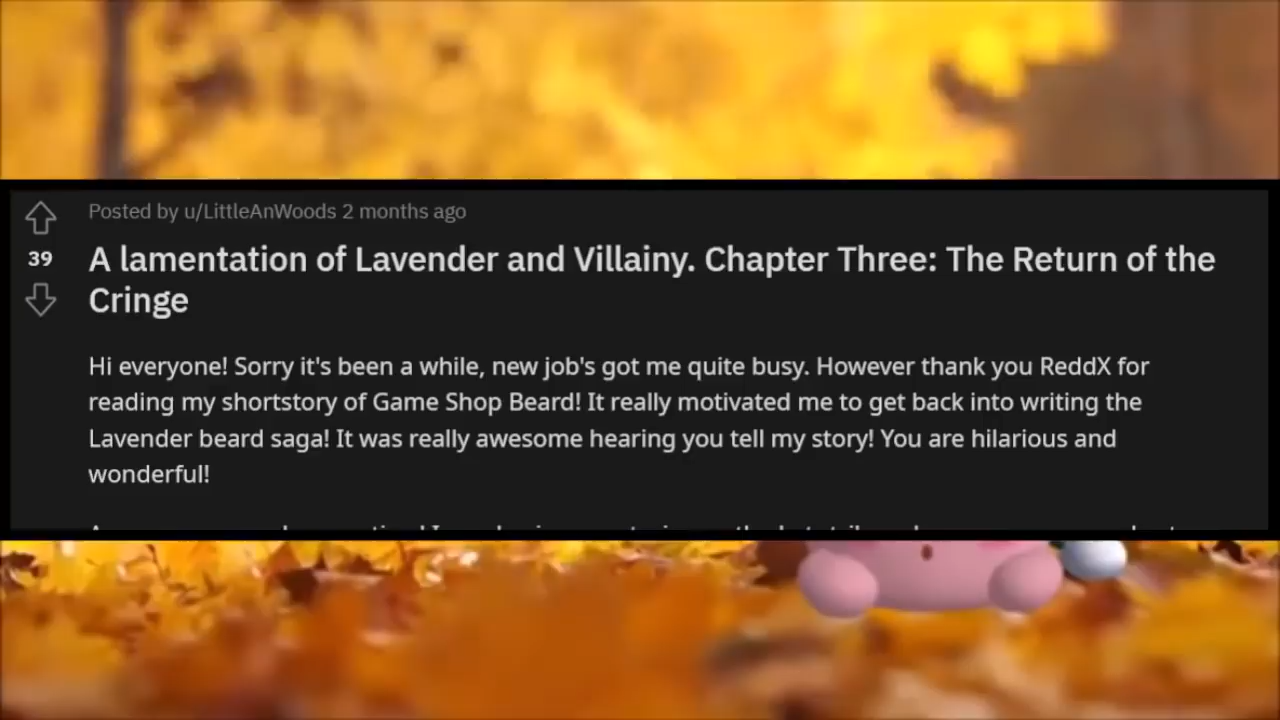 Posted by u/LittleAnWoods 2 months ago
39
A lamentation of Lavender and Villainy. Chapter Three: The Return of the
Cringe
Hi everyone! Sorry it's been a while, new job's got me quite busy. However thank you ReddX for
reading my shortstory of Game Shop Beard! It really motivated me to get back into writing the
Lavender beard saga! It was really awesome hearing you tell my story! You are hilarious and
wonderful!